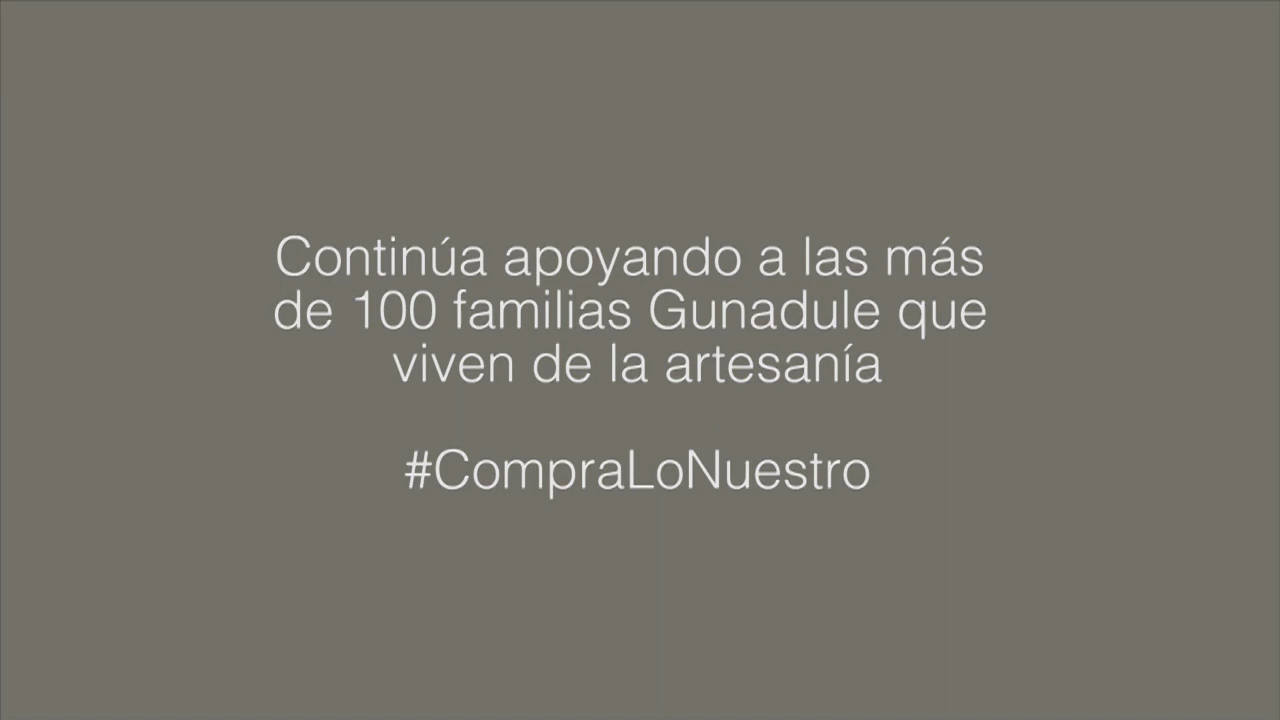 Continúa apoyando a las más
de 100 familias Gunadule que
viven de la artesanía
#CompraLoNuestro